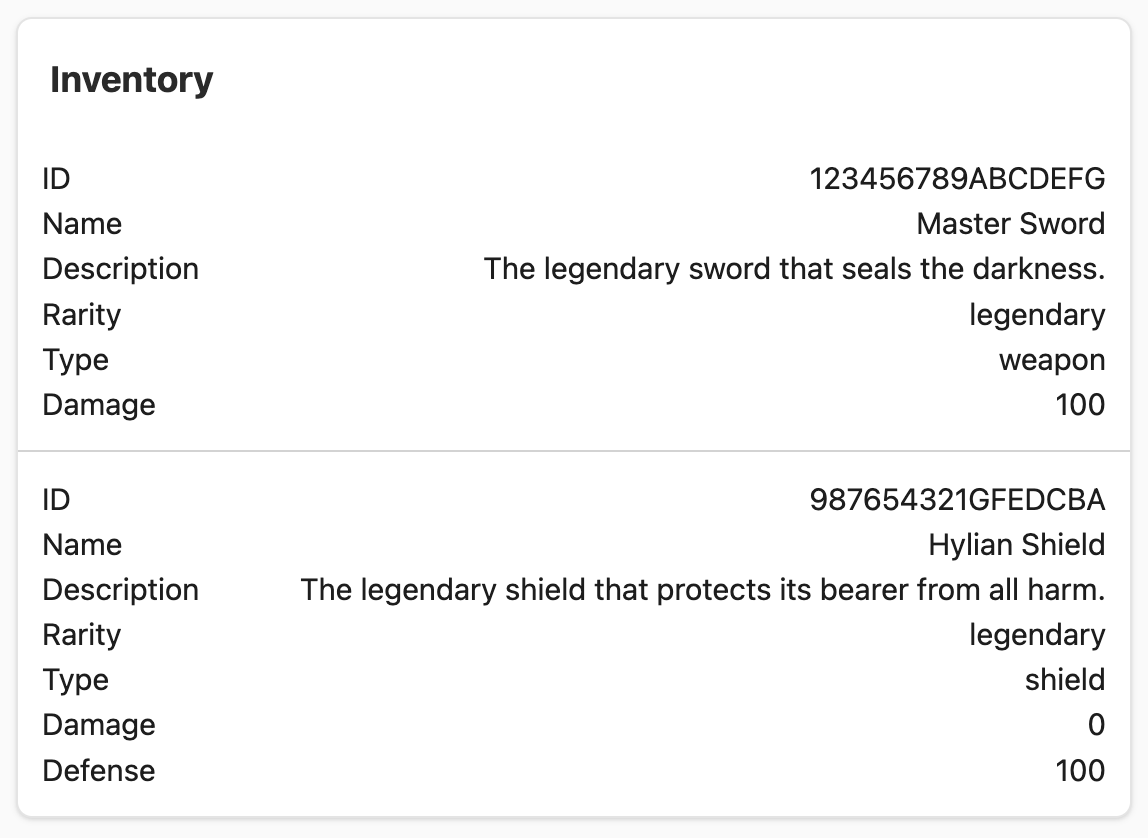 Inventory
ID 123456789ABCDEFG
Name Master Sword
Description The legendary sword that seals the darkness.
Rarity legendary
Type weapon
Damage 100
ID 987654321GFEDCBA
Name Hylian Shield
Description The legendary shield that protects its bearer from all harm.
Rarity legendary
Type shield
Damage 0
Defense 100